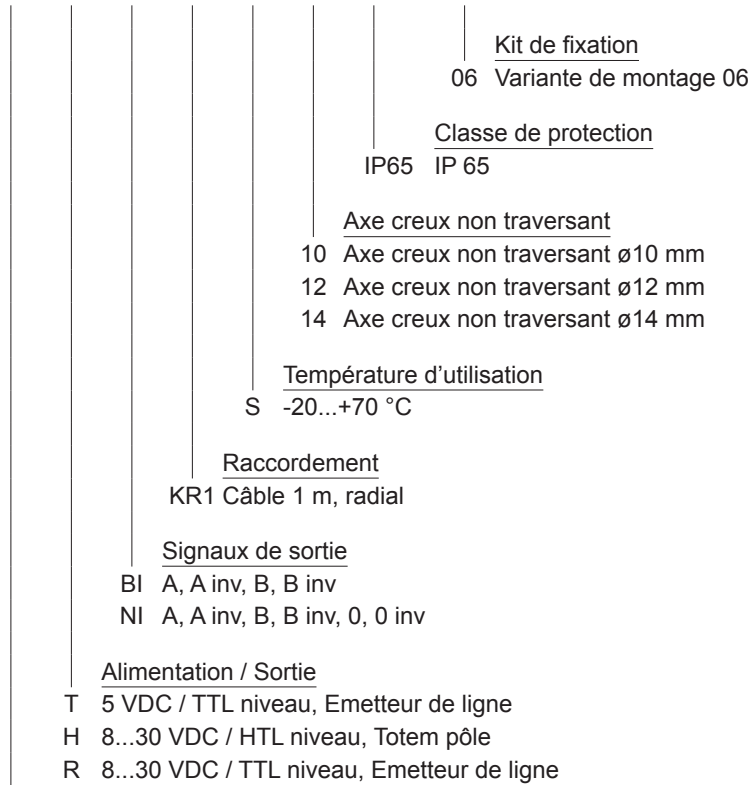 Kit de fixation
06 Variante de montage 06
Classe de protection
IP65 IP 65
Axe creux non traversant
10 Axe creux non traversant ø10 mm
12 Axe creux non traversant ø12 mm
14 Axe creux non traversant ø14 mm
Température d’utilisation
S -20...+70 °C
Raccordement
KR1 Câble 1 m, radial
Signaux de sortie
BI A, A inv, B, B inv
NI A, A inv, B, B inv, 0, 0 inv
Alimentation / Sortie
T 5 VDC / TTL niveau, Emetteur de ligne
H 8...30 VDC / HTL niveau, Totem pôle
R 8...30 VDC / TTL niveau, Emetteur de ligne